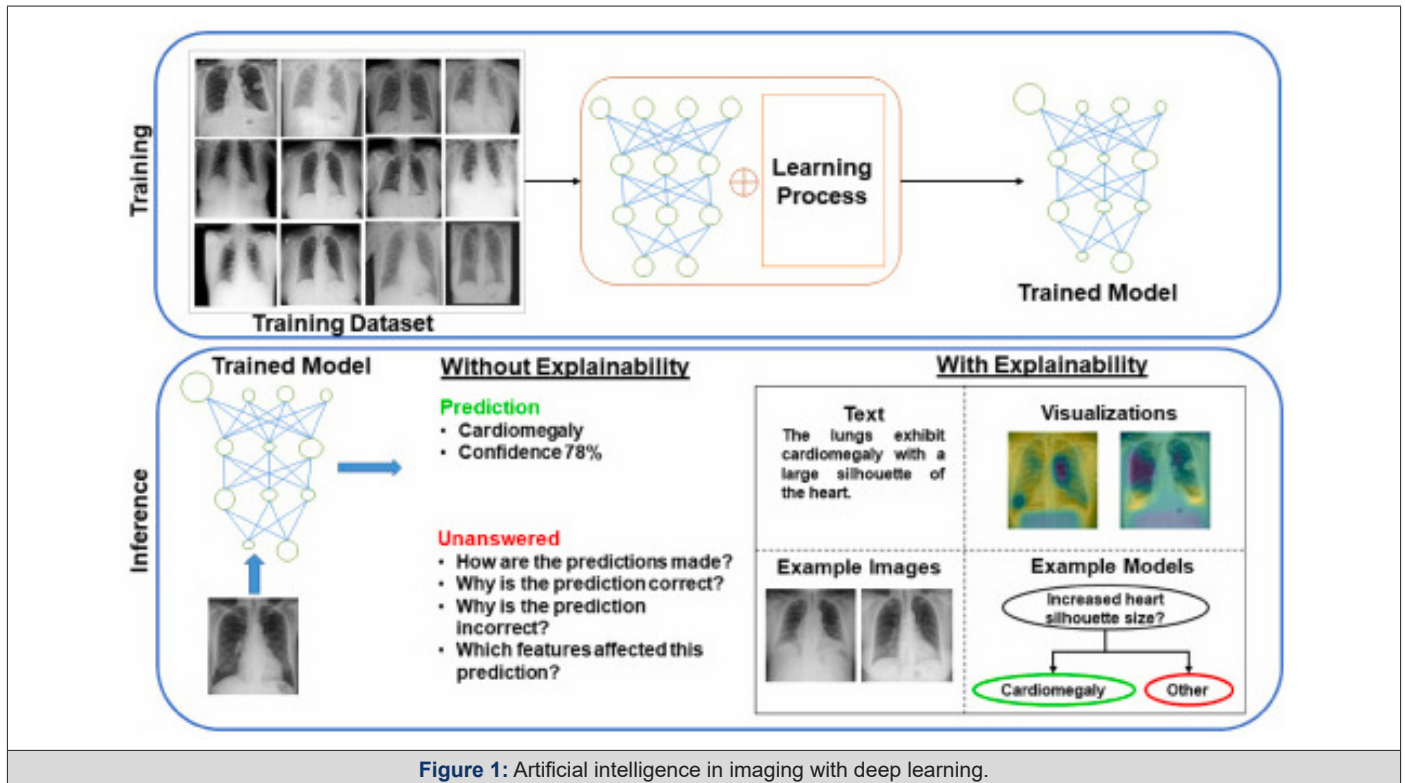 Training
Training Dataset
Learning
Process
Trained Model
Inference
Trained Model
Without Explainability
Prediction
• Cardiomegaly
• Confidence 78%
Unanswered
• How are the predictions made?
• Why is the prediction correct?
• Why is the prediction
incorrect?
• Which features affected this
prediction?
With Explainability
Text
The lungs exhibit
cardiomegaly with a
large silhouette of
the heart.
Visualizations
Example Images
Example Models
Increased heart
silhouette size?
Cardiomegaly
Other
Figure 1: Artificial intelligence in imaging with deep learning.